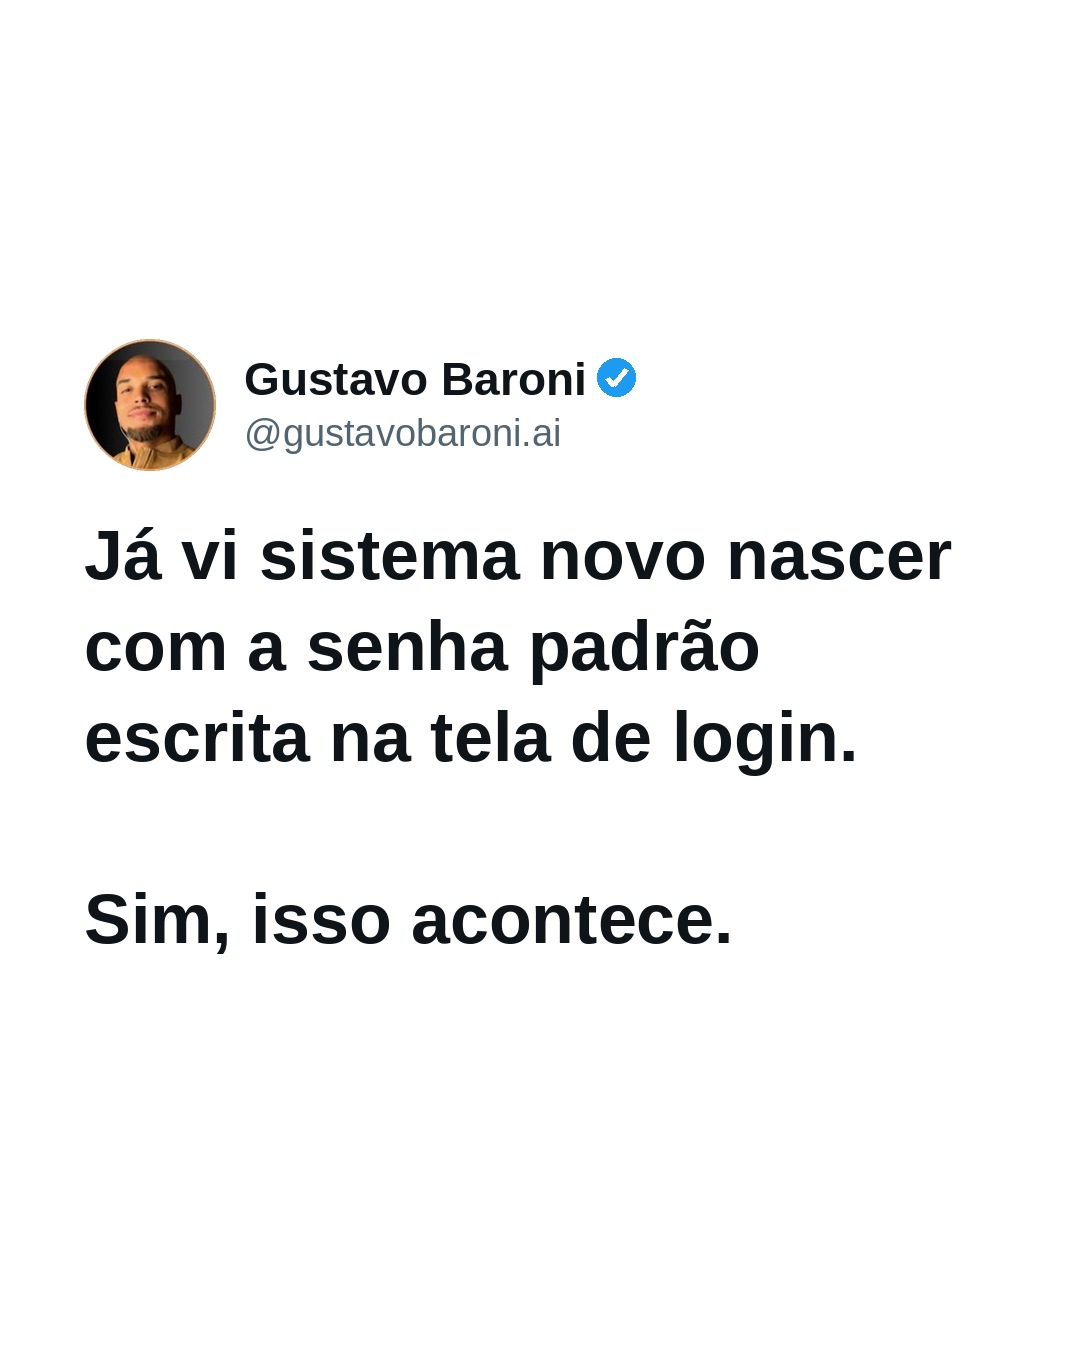 Gustavo Baroni
@gustavobaroni.ai
Já vi sistema novo nascer
com a senha padrão
escrita na tela de login.
Sim, isso acontece.